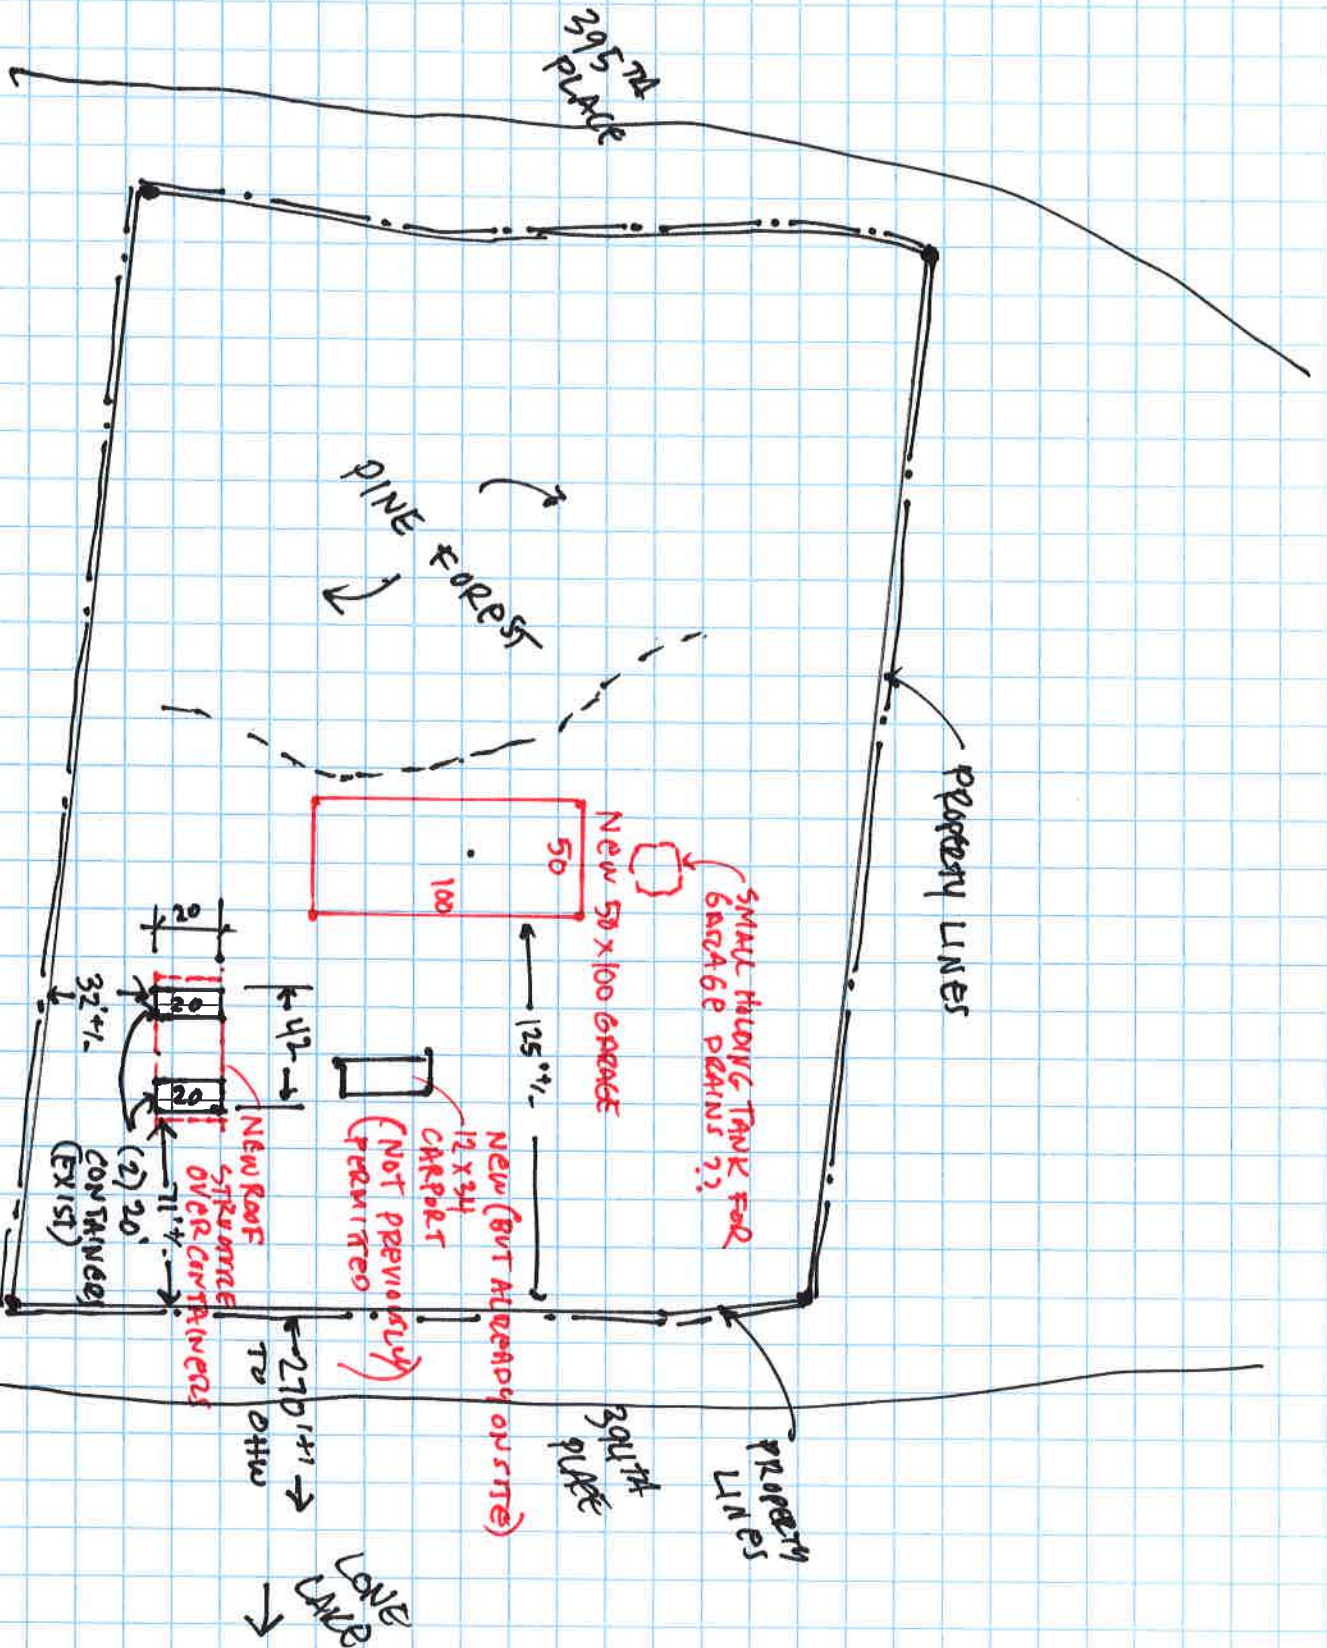 395TH
PLACE
PINE FOREST
PROPERTY LINES
SMALL HOLDING TANK FOR
GARAGE DRAINS ??
NEW 50 x 100 GARAGE
50
100
125'+/-
NEW (BUT ALREADY ON SITE)
12 x 34
CARPORT
(NOT PREVIOUSLY
PERMITTED)
42
20
20
20
32'+/-
NEW ROOF
STRUCTURE
OVER CONTAINERS
71'+/-
(2) 20'
CONTAINERS
(EXIST)
PROPERTY
LINES
394TH
PLACE
270'+/-
TO OHW
LONE
LAKE